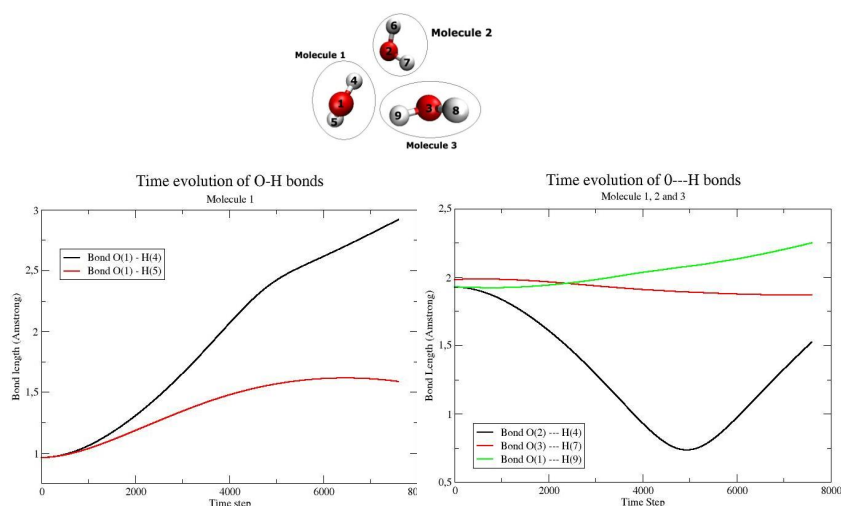 6
Molecule 2
2
Molecule 1
7
4
1
9
3
8
5
Molecule 3
Time evolution of O-H bonds
Molecule 1
3
Bond O(1) - H(4)
Bond O(1) - H(5)
2,5
2
1,5
1
Bond length (Amstrong)
0
2000
4000
6000
8000
Time step
Time evolution of 0---H bonds
Molecule 1, 2 and 3
2,5
2
1,5
1
0,5
Bond Length (Amstrong)
Bond O(2) --- H(4)
Bond O(3) --- H(7)
Bond O(1) --- H(9)
0
2000
4000
6000
8000
Time Step